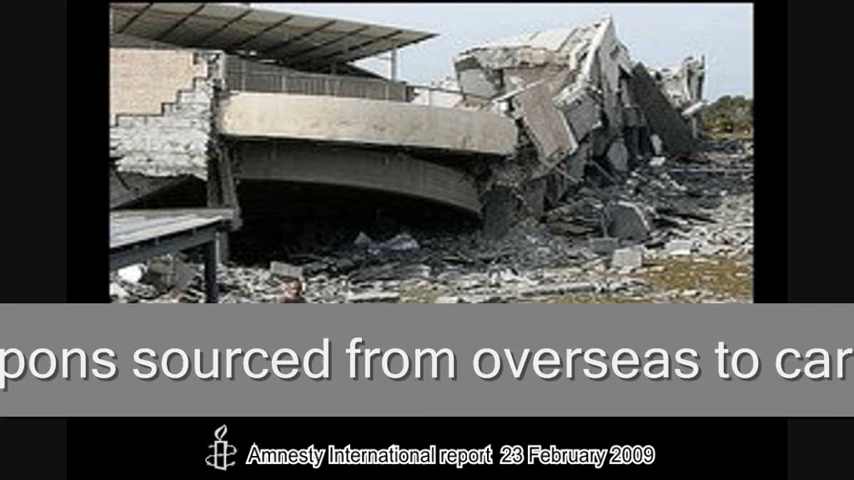 pons sourced from overseas to car
Amnesty International report 23 February 2009